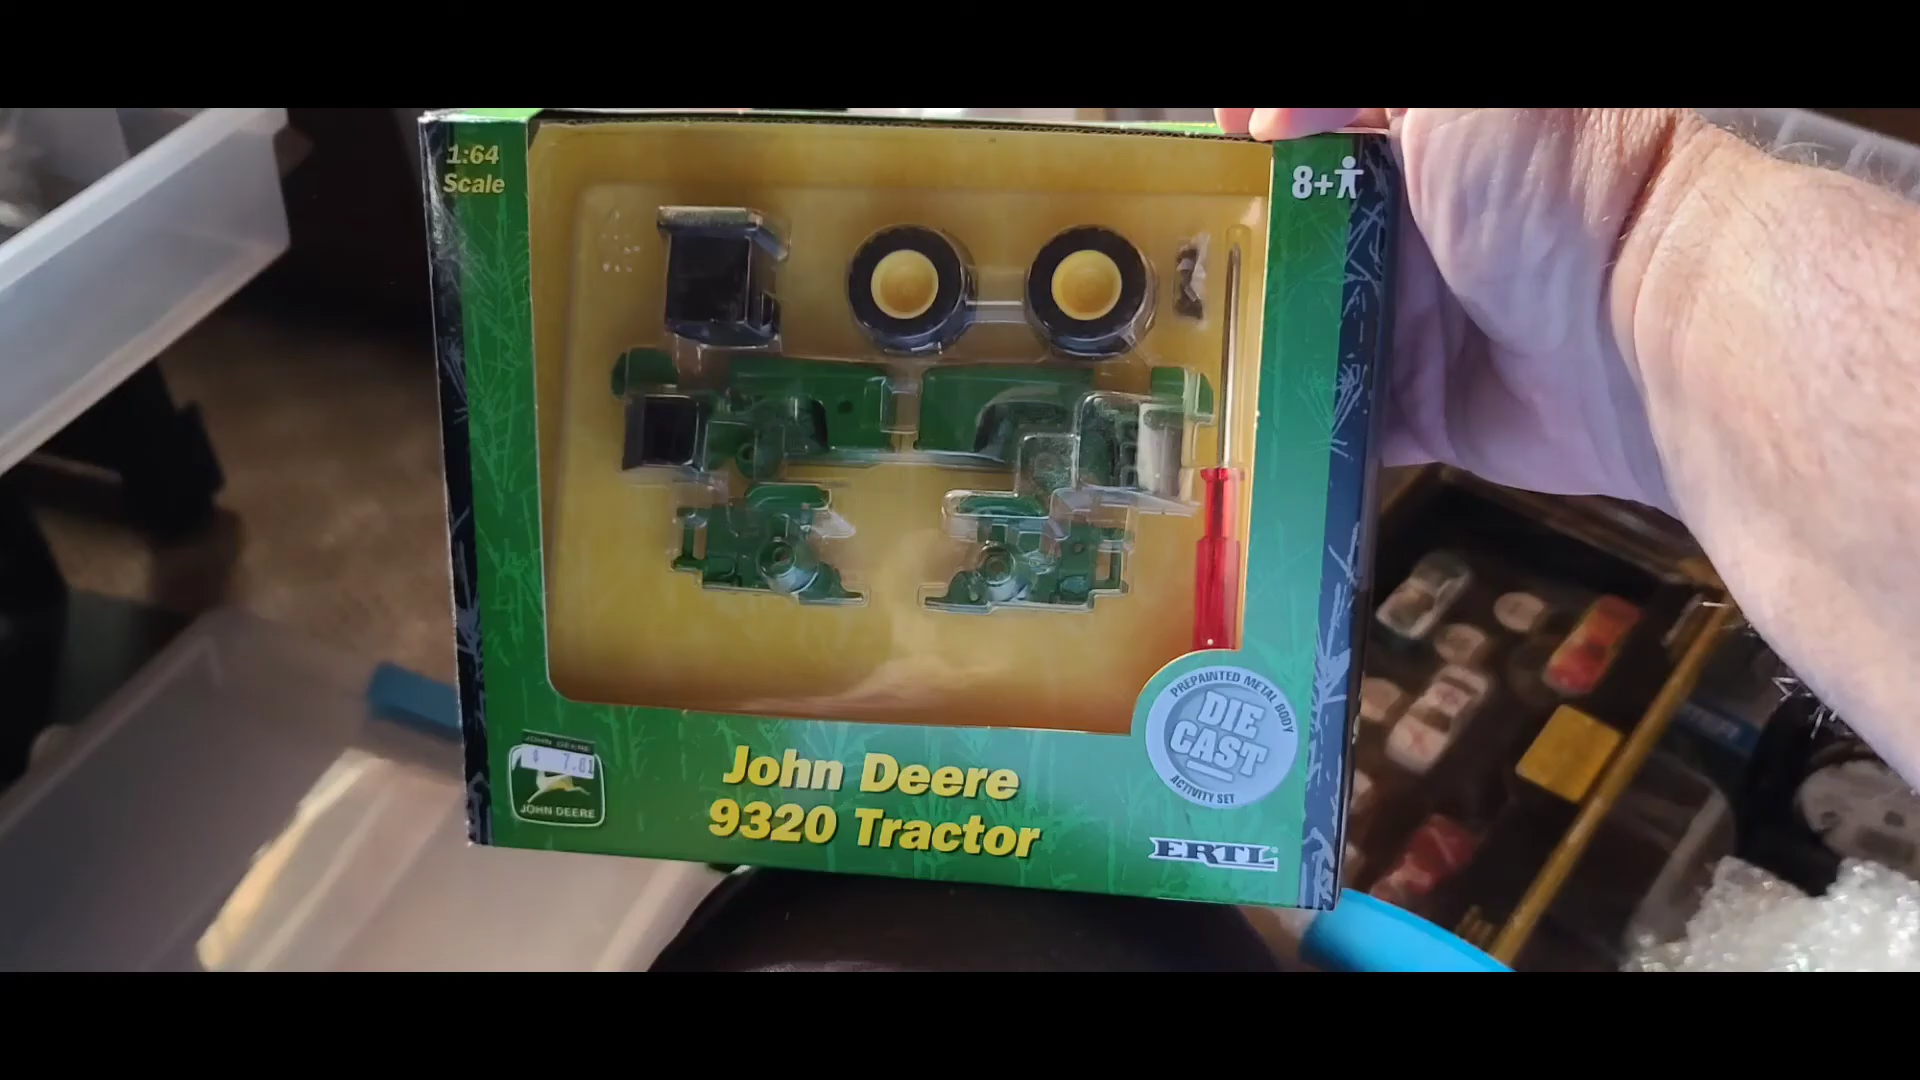 1:64
Scale
8+
PREPAINTED METAL BODY
DIE
CAST
ACTIVITY SET
JOHN DEERE
$ 7.81
JOHN DEERE
John Deere
9320 Tractor
ERTL